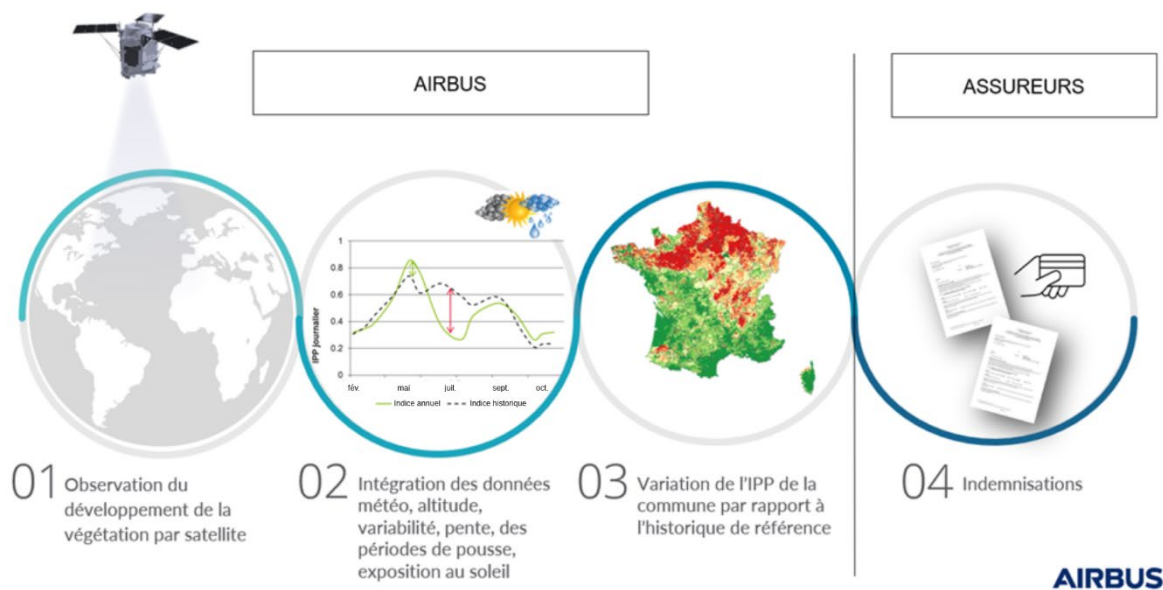 AIRBUS
ASSUREURS
IPP journalier
1
0.8
0.6
0.4
0.2
0
fév.
mai
juil.
sept.
oct.
Indice annuel
Indice historique
01 Observation du
développement de la
végétation par satellite
02 Intégration des données
météo, altitude,
variabilité, pente, des
périodes de pousse,
exposition au soleil
03 Variation de l'IPP de la
commune par rapport à
l'historique de référence
04 Indemnisations
AIRBUS